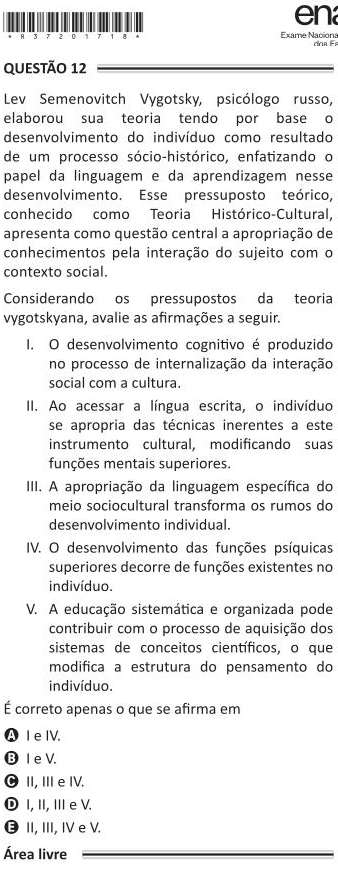 ena
Exame Naciona
* R 3 7 2 0 1 7 1 8 *
QUESTÃO 12
Lev Semenovitch Vygotsky, psicólogo russo,
elaborou sua teoria tendo por base o
desenvolvimento do indivíduo como resultado
de um processo sócio-histórico, enfatizando o
papel da linguagem e da aprendizagem nesse
desenvolvimento. Esse pressuposto teórico,
conhecido como Teoria Histórico-Cultural,
apresenta como questão central a apropriação de
conhecimentos pela interação do sujeito com o
contexto social.
Considerando os pressupostos da teoria
vygotskyana, avalie as afirmações a seguir.
I. O desenvolvimento cognitivo é produzido
no processo de internalização da interação
social com a cultura.
II. Ao acessar a língua escrita, o indivíduo
se apropria das técnicas inerentes a este
instrumento cultural, modificando suas
funções mentais superiores.
III. A apropriação da linguagem específica do
meio sociocultural transforma os rumos do
desenvolvimento individual.
IV. O desenvolvimento das funções psíquicas
superiores decorre de funções existentes no
indivíduo.
V. A educação sistemática e organizada pode
contribuir com o processo de aquisição dos
sistemas de conceitos científicos, o que
modifica a estrutura do pensamento do
indivíduo.
É correto apenas o que se afirma em
A I e IV.
B I e V.
C II, III e IV.
D I, II, III e V.
E II, III, IV e V.
Área livre